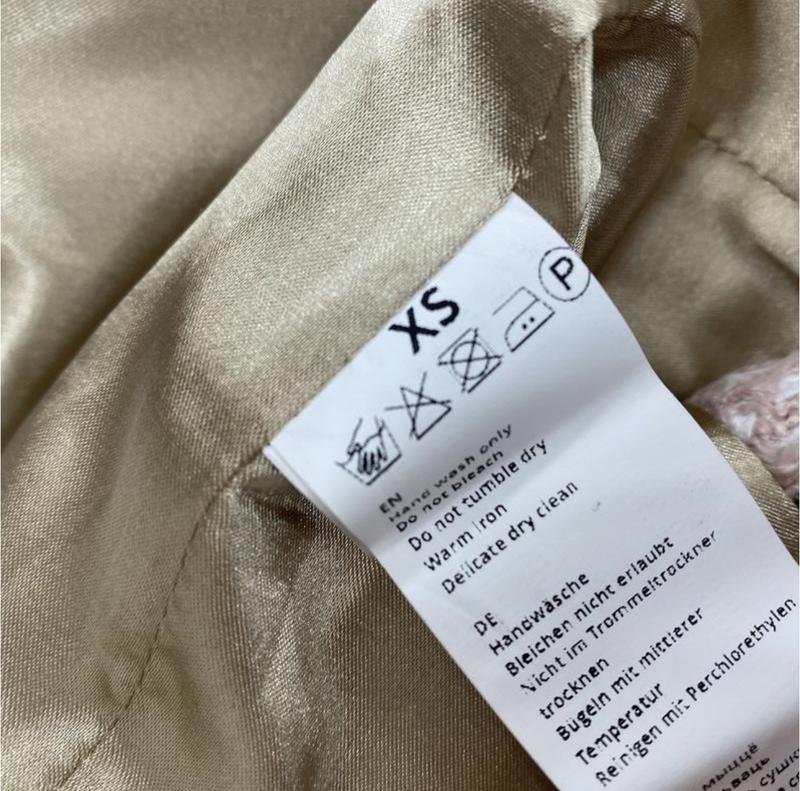 XS
P
EN
Hand wash only
Do not bleach
Do not tumble dry
Warm Iron
Delicate dry clean
DE
Handwäsche
Bleichen nicht erlaubt
Nicht im Trommeltrockner
trocknen
Bügeln mit mittlerer
Temperatur
Reinigen mit Perchlorethylen